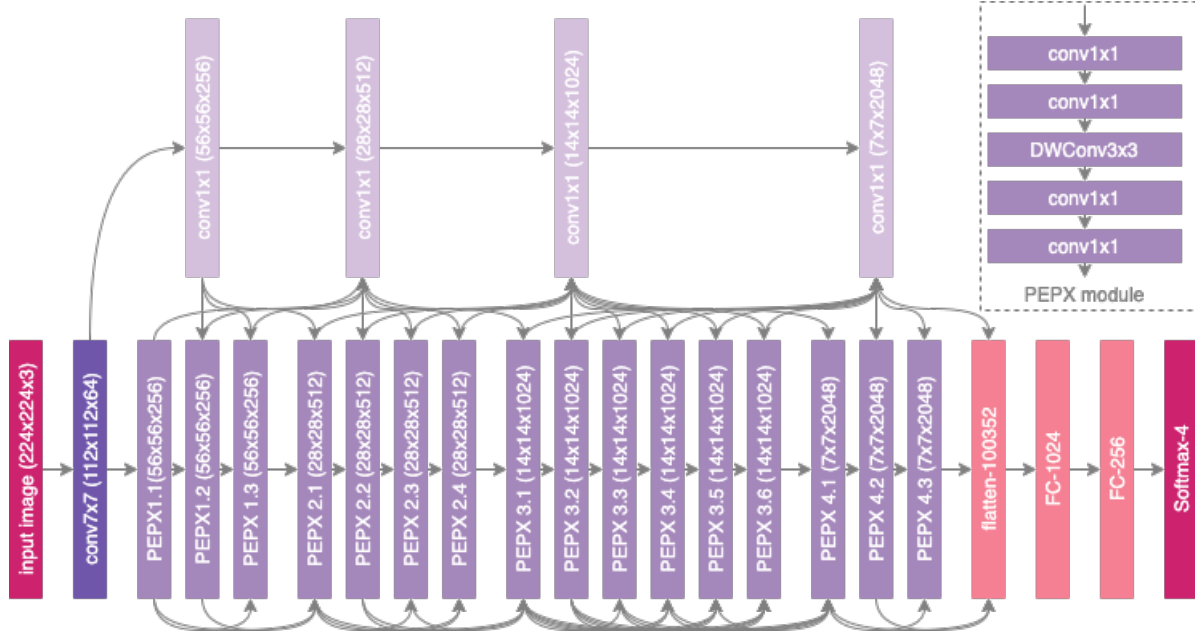 conv1x1 (56x56x256)
conv1x1 (28x28x512)
conv1x1 (14x14x1024)
conv1x1 (7x7x2048)
conv1x1
conv1x1
DWConv3x3
conv1x1
conv1x1
PEPX module
input image (224x224x3)
conv7x7 (112x112x64)
PEPX1.1(56x56x256)
PEPX1.2 (56x56x256)
PEPX 1.3 (56x56x256)
PEPX 2.1 (28x28x512)
PEPX 2.2 (28x28x512)
PEPX 2.3 (28x28x512)
PEPX 2.4 (28x28x512)
PEPX 3.1 (14x14x1024)
PEPX 3.2 (14x14x1024)
PEPX 3.3 (14x14x1024)
PEPX 3.4 (14x14x1024)
PEPX 3.5 (14x14x1024)
PEPX 3.6 (14x14x1024)
PEPX 4.1 (7x7x2048)
PEPX 4.2 (7x7x2048)
PEPX 4.3 (7x7x2048)
flatten-100352
FC-1024
FC-256
Softmax-4